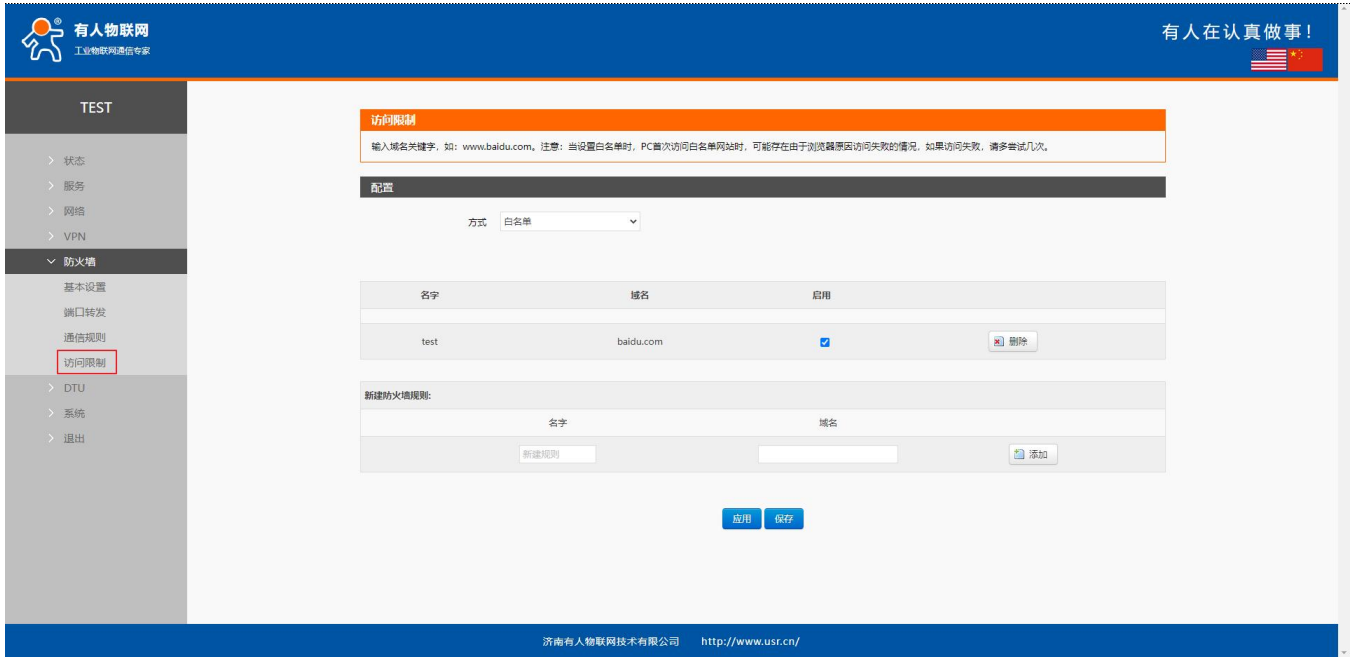 有人物联网
工业物联网通信专家
有人在认真做事!
TEST
状态
服务
网络
VPN
防火墙
基本设置
端口转发
通信规则
访问限制
DTU
系统
退出
访问限制
输入域名关键字，如：www.baidu.com。注意：当设置白名单时，PC首次访问白名单网站时，可能存在由于浏览器原因访问失败的情况，如果访问失败，请多尝试几次。
配置
方式 白名单
名字 域名 启用
test baidu.com 删除
新建防火墙规则:
名字 域名
新建规则 添加
应用 保存
济南有人物联网技术有限公司 http://www.usr.cn/